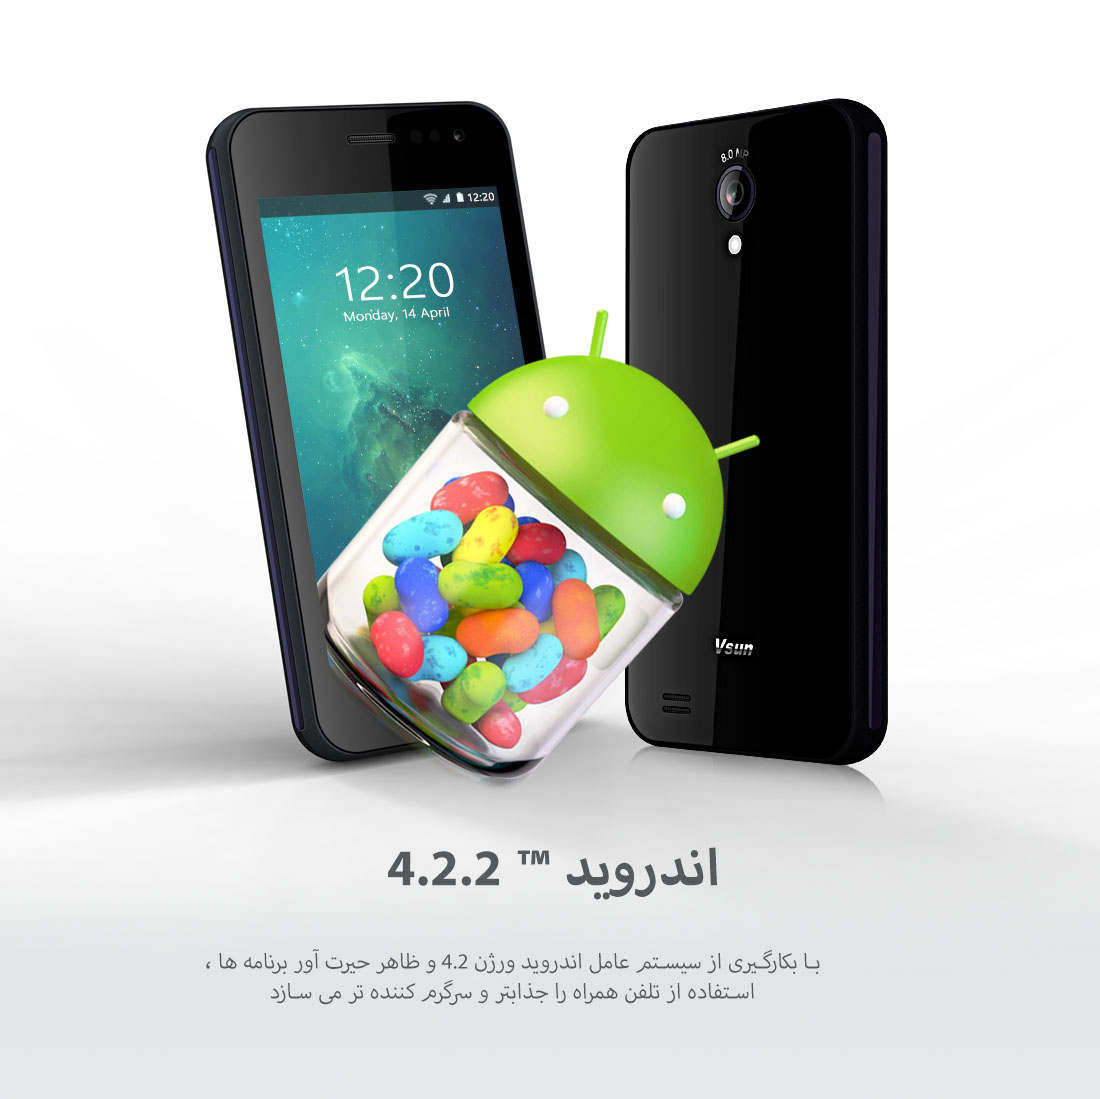 12:20
12:20
Monday, 14 April
8.0 MP
Vsun
اندروید ™ 4.2.2
با بکارگیری از سیستم عامل اندروید ورژن 4.2 و ظاهر حیرت آور برنامه ها ،
استفاده از تلفن همراه را جذابتر و سرگرم کننده تر می سازد